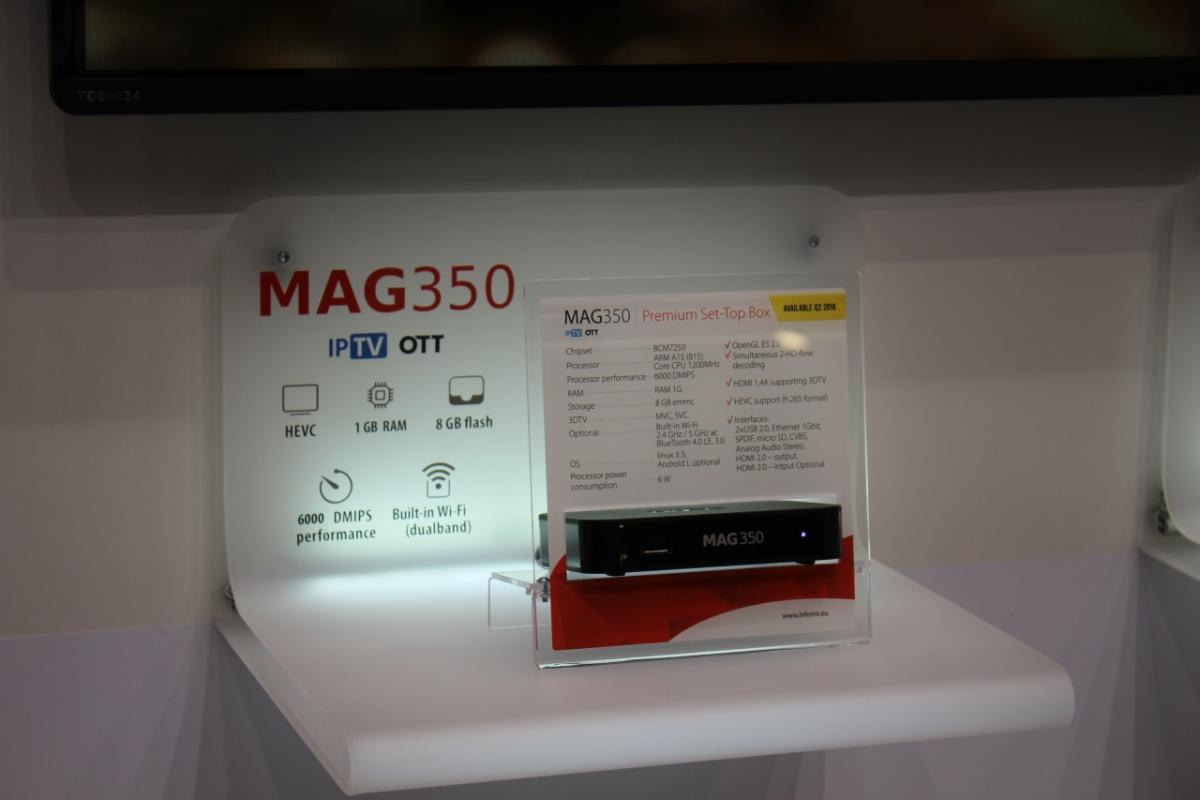 TOSHIBA
MAG350
IPTV OTT
HEVC
1 GB RAM
8 GB flash
6000 DMIPS
performance
Built-in Wi-Fi
(dualband)
MAG350 | Premium Set-Top Box
AVAILABLE Q2 2016
IPTV OTT
Chipset BCM7250
Processor ARM A15 (B15)
Core CPU 1200MHz
Processor performance 6000 DMIPS
RAM RAM 1G
Storage 8 GB emmc
3DTV MVC, SVC
Optional Built-in Wi-Fi
2.4 GHz / 5 GHz ac
BlueTooth 4.0 LE, 3.0
OS linux 3.3,
Android L optional
Processor power
consumption 6 W
√ OpenGL ES 2.0
√ Simultaneous 2-HD-flow
decoding
√ HDMI 1.4A supporting 3DTV
√ HEVC support (h.265 format)
√ Interfaces:
2×USB 2.0, Ethernet 1Gbit,
SPDIF, micro SD, CVBS,
Analog Audio Stereo,
HDMI 2.0 – output,
HDMI 2.0 – intput Optional
MAG350
www.infomir.eu